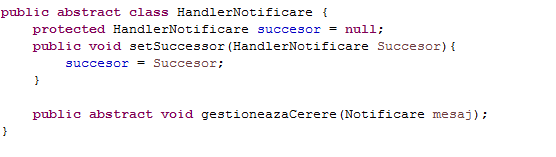 public abstract class HandlerNotificare {
    protected HandlerNotificare succesor = null;
    public void setSuccessor(HandlerNotificare Succesor){
        succesor = Succesor;
    }

    public abstract void gestioneazaCerere(Notificare mesaj);
}